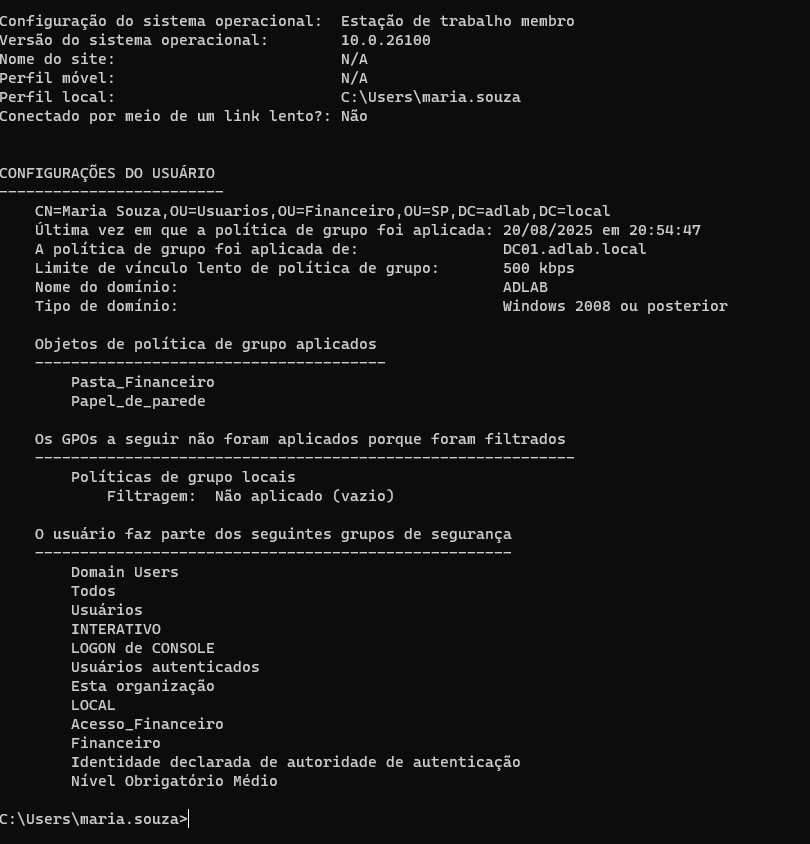 Configuração do sistema operacional:  Estação de trabalho membro
Versão do sistema operacional:        10.0.26100
Nome do site:                         N/A
Perfil móvel:                         N/A
Perfil local:                         C:\Users\maria.souza
Conectado por meio de um link lento?: Não

CONFIGURAÇÕES DO USUÁRIO
-------------------------
    CN=Maria Souza,OU=Usuarios,OU=Financeiro,OU=SP,DC=adlab,DC=local
    Última vez em que a política de grupo foi aplicada: 20/08/2025 em 20:54:47
    A política de grupo foi aplicada de:                DC01.adlab.local
    Limite de vínculo lento de política de grupo:       500 kbps
    Nome do domínio:                                    ADLAB
    Tipo de domínio:                                    Windows 2008 ou posterior

    Objetos de política de grupo aplicados
    ---------------------------------------
        Pasta_Financeiro
        Papel_de_parede

    Os GPOs a seguir não foram aplicados porque foram filtrados
    ------------------------------------------------------------
        Políticas de grupo locais
            Filtragem:  Não aplicado (vazio)

    O usuário faz parte dos seguintes grupos de segurança
    -----------------------------------------------------
        Domain Users
        Todos
        Usuários
        INTERATIVO
        LOGON de CONSOLE
        Usuários autenticados
        Esta organização
        LOCAL
        Acesso_Financeiro
        Financeiro
        Identidade declarada de autoridade de autenticação
        Nível Obrigatório Médio

C:\Users\maria.souza>